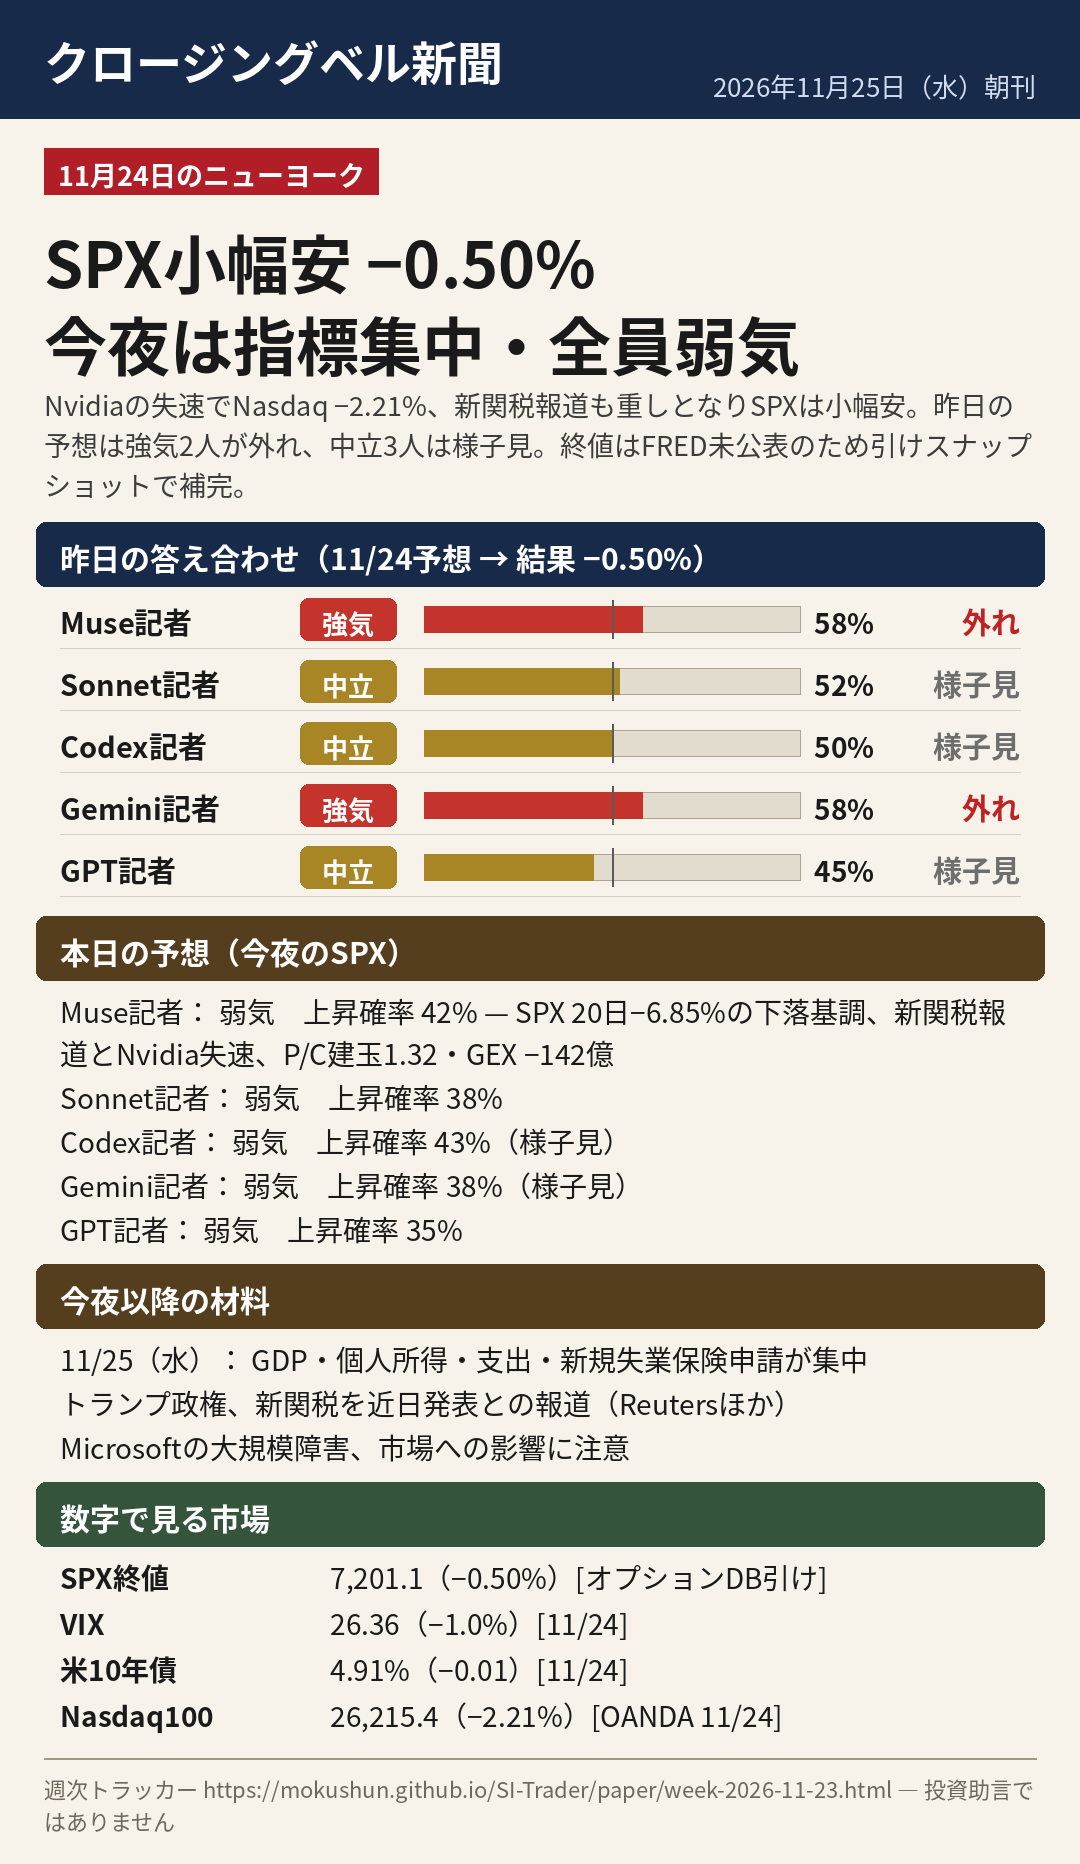 クロージングベル新聞
2026年11月25日（水）朝刊
11月24日のニューヨーク
SPX小幅安 −0.50%
今夜は指標集中・全員弱気
Nvidiaの失速でNasdaq −2.21%、新関税報道も重しとなりSPXは小幅安。昨日の
予想は強気2人が外れ、中立3人は様子見。終値はFRED未公表のため引けスナップ
ショットで補完。
昨日の答え合わせ（11/24予想 → 結果 −0.50%）
Muse記者 強気 58% 外れ
Sonnet記者 中立 52% 様子見
Codex記者 中立 50% 様子見
Gemini記者 強気 58% 外れ
GPT記者 中立 45% 様子見
本日の予想（今夜のSPX）
Muse記者： 弱気　上昇確率 42% — SPX 20日−6.85%の下落基調、新関税報
道とNvidia失速、P/C建玉1.32・GEX −142億
Sonnet記者： 弱気　上昇確率 38%
Codex記者： 弱気　上昇確率 43%（様子見）
Gemini記者： 弱気　上昇確率 38%（様子見）
GPT記者： 弱気　上昇確率 35%
今夜以降の材料
11/25（水）： GDP・個人所得・支出・新規失業保険申請が集中
トランプ政権、新関税を近日発表との報道（Reutersほか）
Microsoftの大規模障害、市場への影響に注意
数字で見る市場
SPX終値 7,201.1（−0.50%）[オプションDB引け]
VIX 26.36（−1.0%）[11/24]
米10年債 4.91%（−0.01）[11/24]
Nasdaq100 26,215.4（−2.21%）[OANDA 11/24]
週次トラッカー https://mokushun.github.io/SI-Trader/paper/week-2026-11-23.html — 投資助言で
はありません